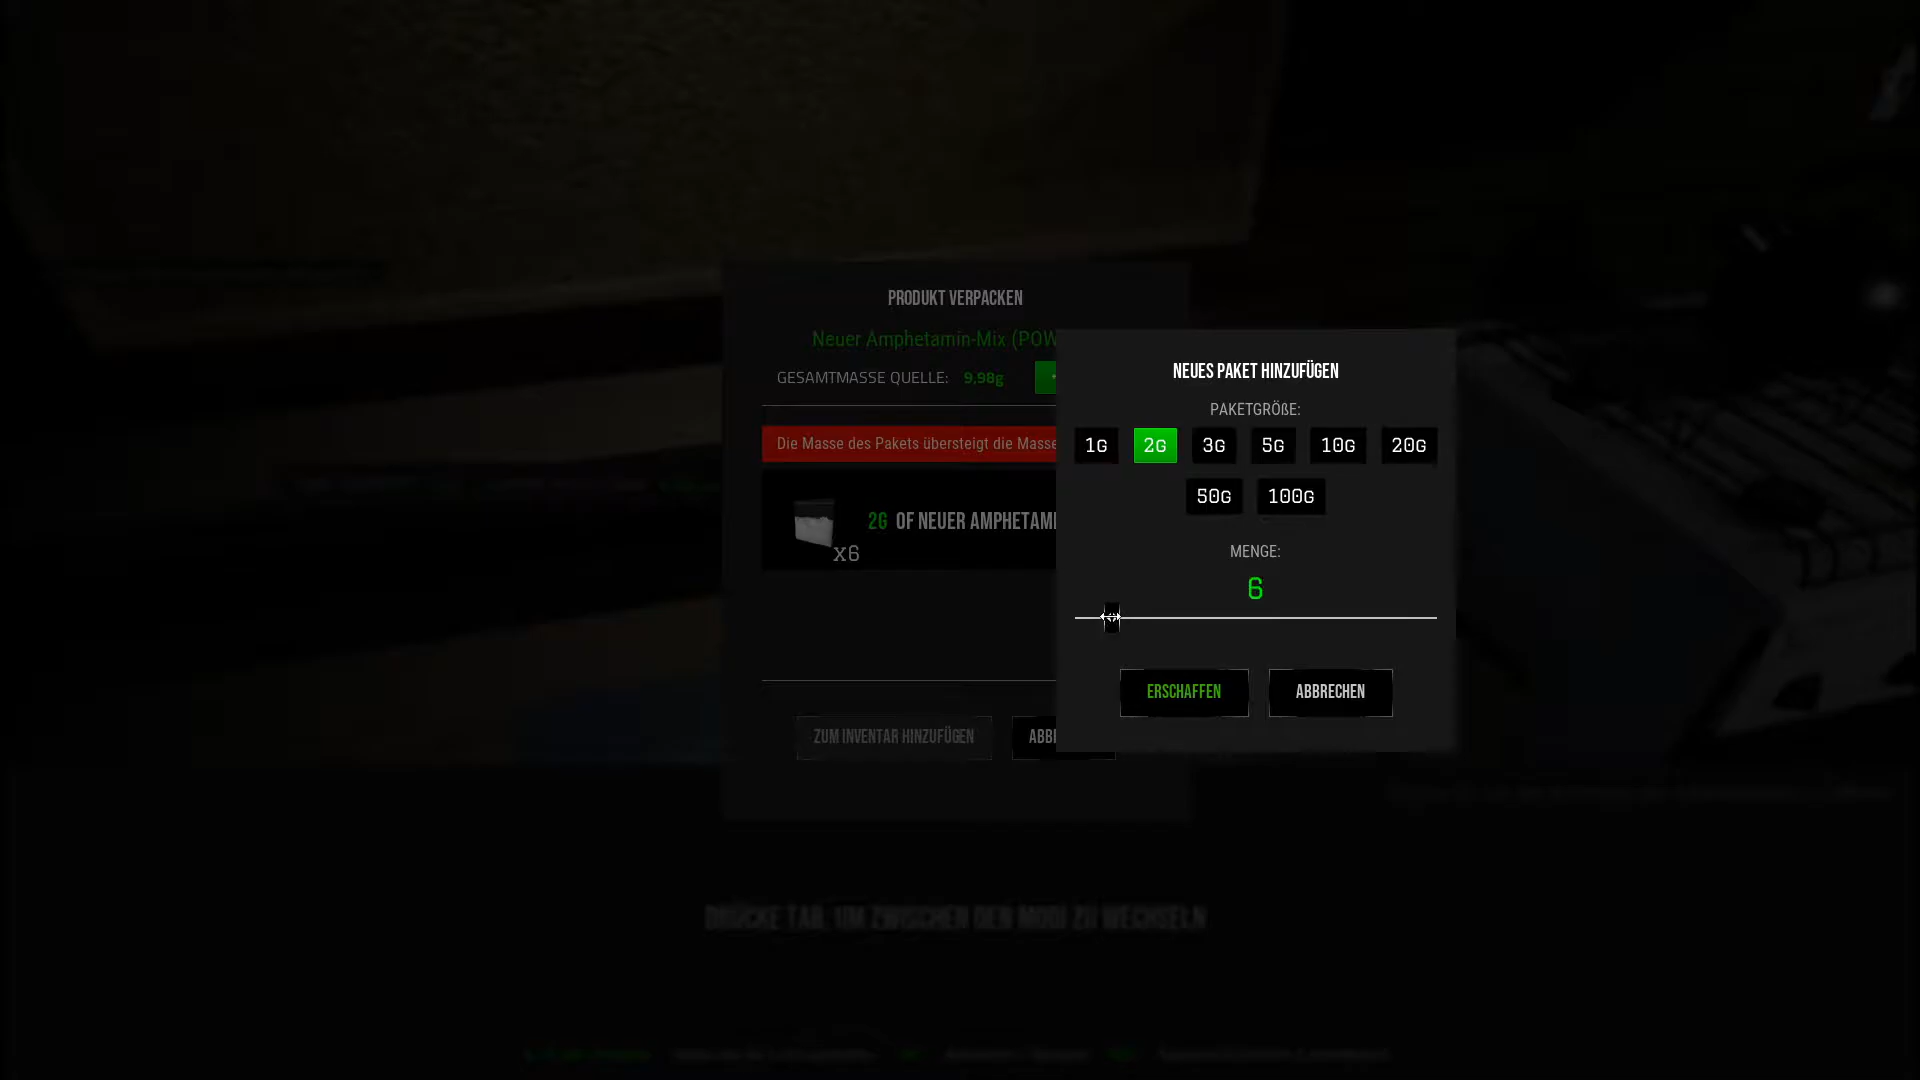 PRODUKT VERPACKEN
Neuer Amphetamin-Mix (POW
GESAMTMASSE QUELLE: 9,98g
Die Masse des Pakets übersteigt die Masse
2G OF NEUER AMPHETAMI
X6
ZUM INVENTAR HINZUFÜGEN
ABB
NEUES PAKET HINZUFÜGEN
PAKETGRÖßE:
1G 2G 3G 5G 10G 20G
50G 100G
MENGE:
6
ERSCHAFFEN ABBRECHEN
DRÜCKE TAB, UM ZWISCHEN DEN MODI ZU WECHSELN